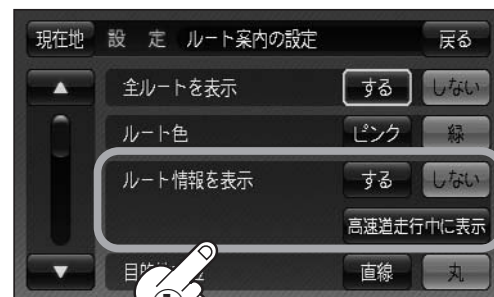 現在地 設 定 ルート案内の設定 戻る
▲ 全ルートを表示 する しない
ルート色 ピンク 緑
ルート情報を表示 する しない
高速道走行中に表示
▼ 直線 丸